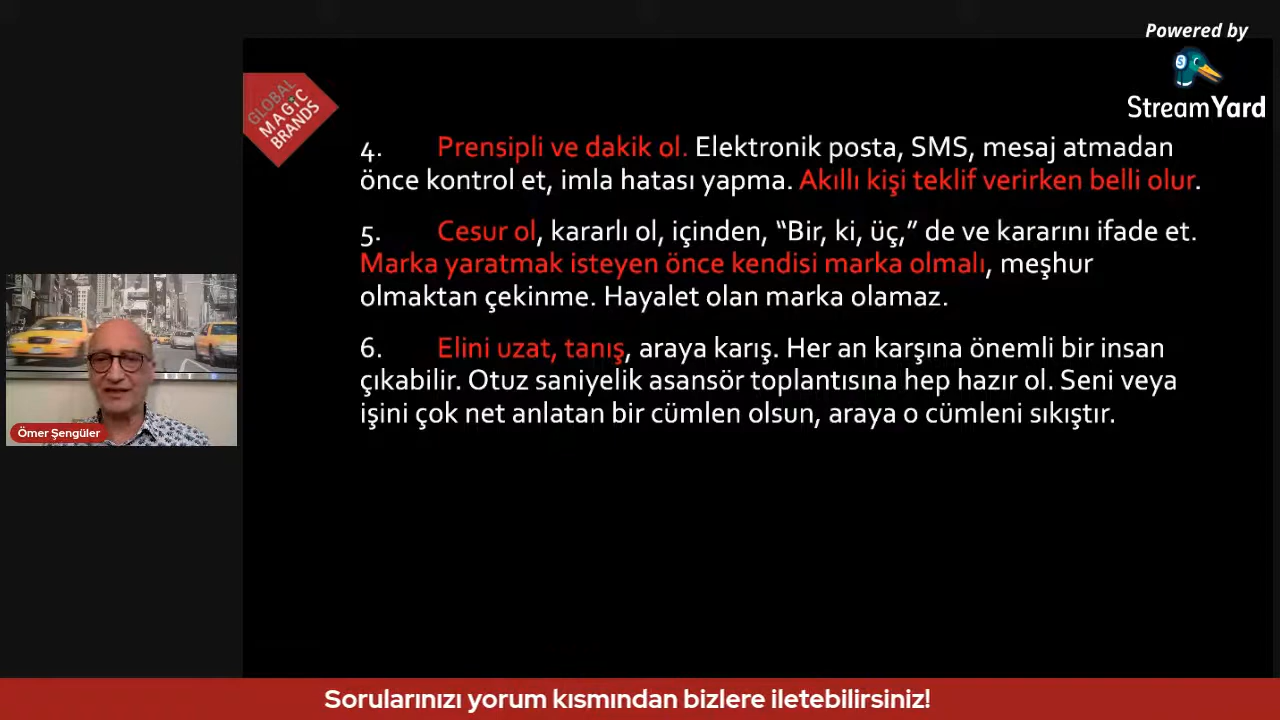 Powered by
StreamYard
GLOBAL
MAGiC
BRANDS
4. Prensipli ve dakik ol. Elektronik posta, SMS, mesaj atmadan
önce kontrol et, imla hatası yapma. Akıllı kişi teklif verirken belli olur.
5. Cesur ol, kararlı ol, içinden, “Bir, ki, üç,” de ve kararını ifade et.
Marka yaratmak isteyen önce kendisi marka olmalı, meşhur
olmaktan çekinme. Hayalet olan marka olamaz.
6. Elini uzat, tanış, araya karış. Her an karşına önemli bir insan
çıkabilir. Otuz saniyelik asansör toplantısına hep hazır ol. Seni veya
işini çok net anlatan bir cümlen olsun, araya o cümleni sıkıştır.
Ömer Şengüler
Sorularınızı yorum kısmından bizlere iletebilirsiniz!